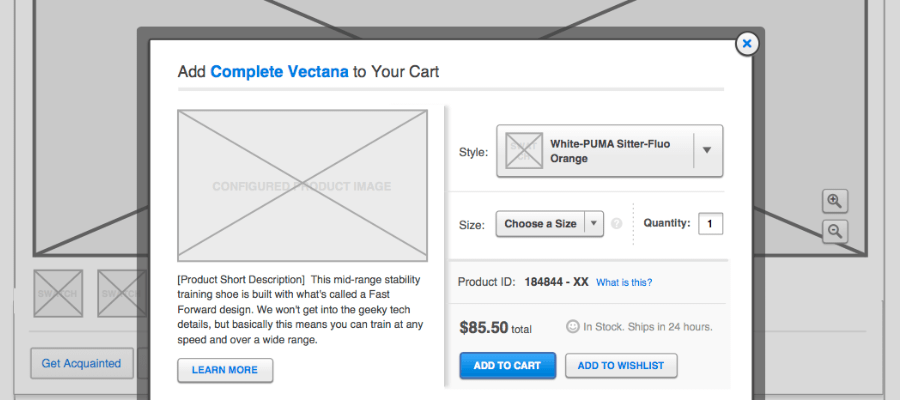 Add Complete Vectana to Your Cart
CONFIGURED PRODUCT IMAGE
[Product Short Description] This mid-range stability
training shoe is built with what's called a Fast
Forward design. We won't get into the geeky tech
details, but basically this means you can train at any
speed and over a wide range.
LEARN MORE
Style:
SWATCH
White-PUMA Sitter-Fluo
Orange
Size:
Choose a Size
?
Quantity:
1
Product ID: 184844 - XX What is this?
$85.50 total
In Stock. Ships in 24 hours.
ADD TO CART
ADD TO WISHLIST
SWATCH
SWATCH
Get Acquainted